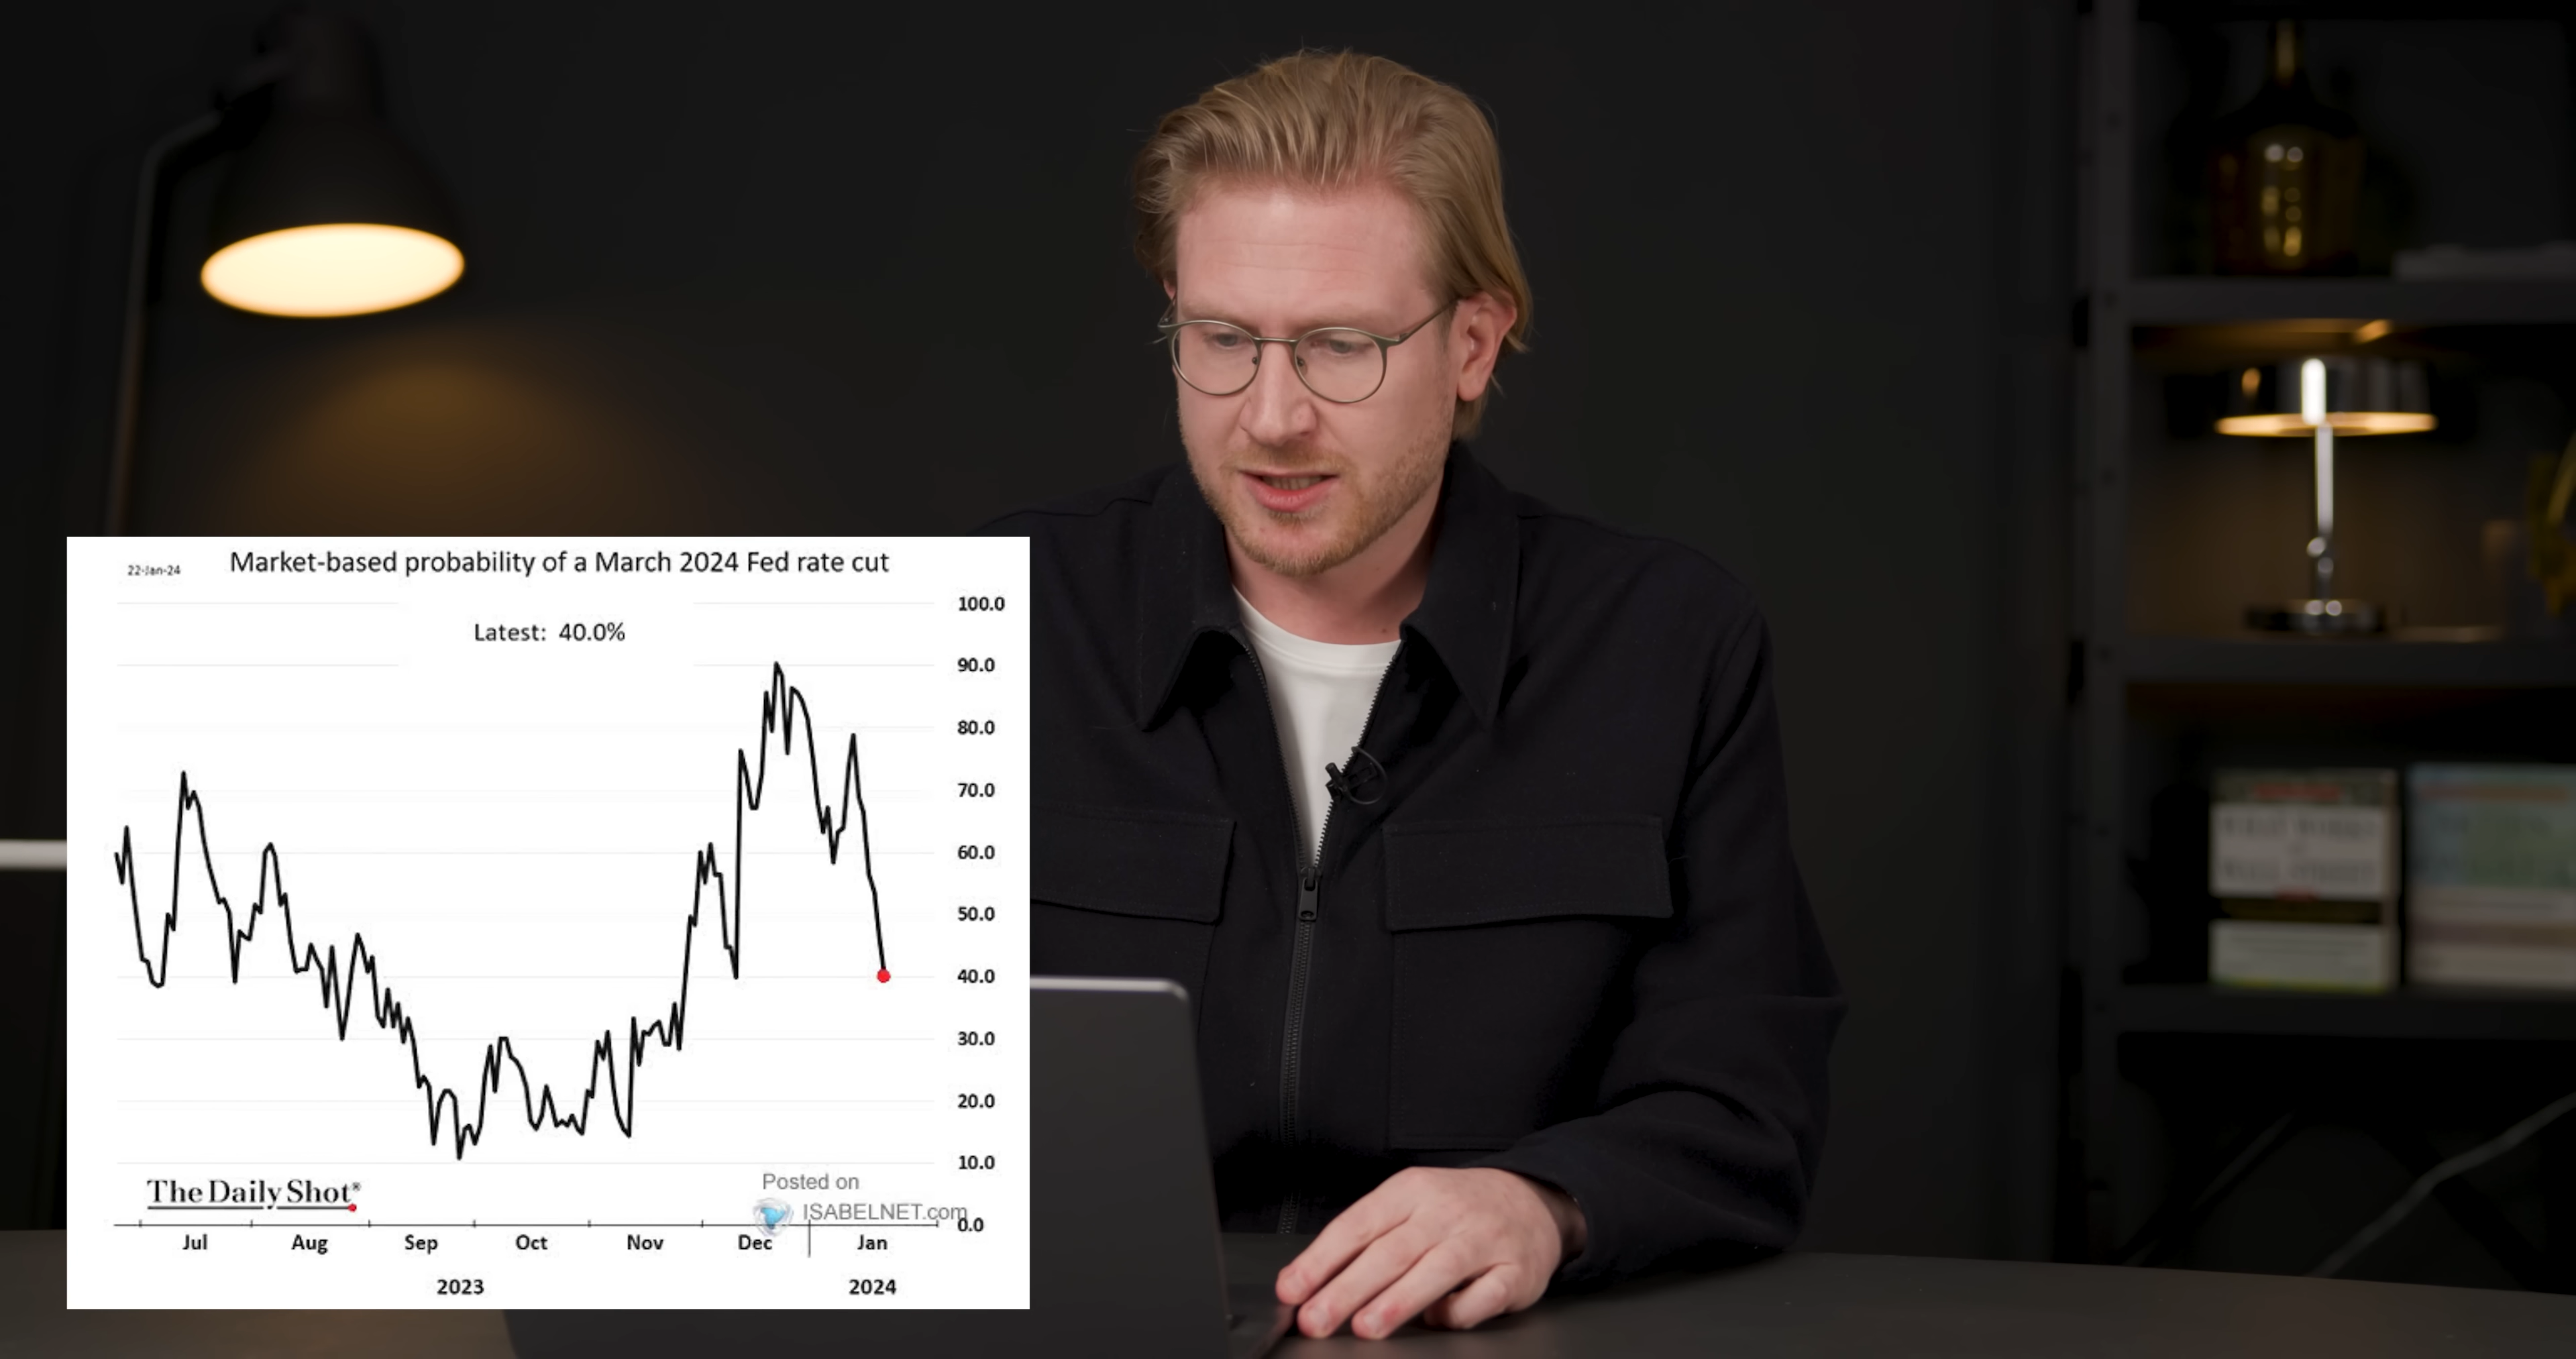 22-Jan-24
Market-based probability of a March 2024 Fed rate cut
Latest: 40.0%
100.0
90.0
80.0
70.0
60.0
50.0
40.0
30.0
20.0
10.0
0.0
The Daily Shot®
Posted on
ISABELNET.com
Jul Aug Sep Oct Nov Dec Jan
2023 2024